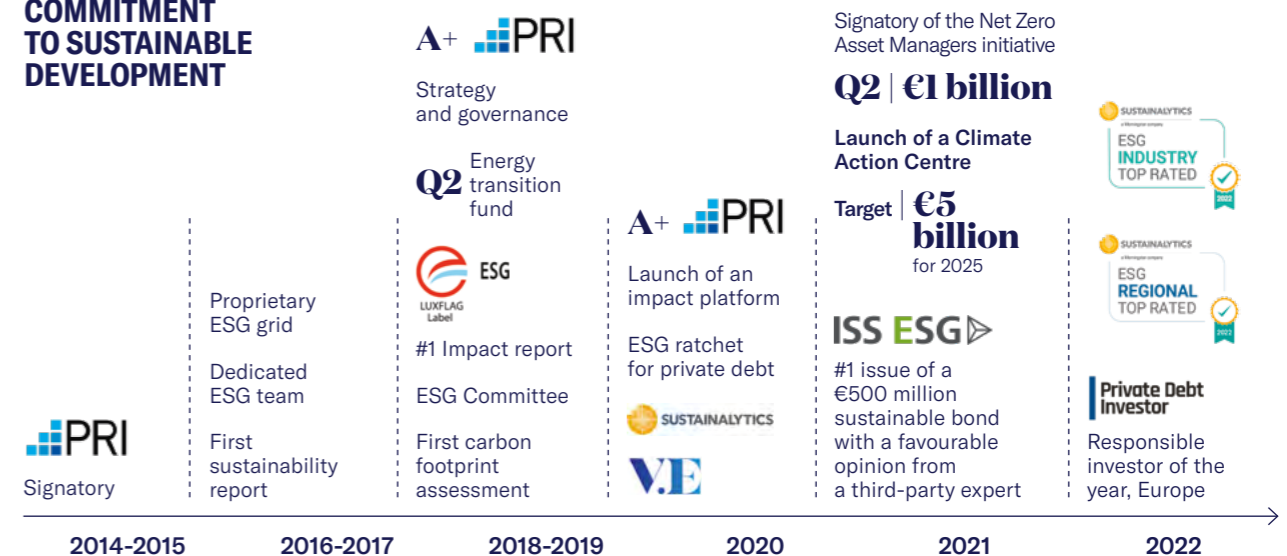 COMMITMENT
TO SUSTAINABLE
DEVELOPMENT
PRI
Signatory
Proprietary
ESG grid
Dedicated
ESG team
First
sustainability
report
A+ PRI
Strategy
and governance
Q2 Energy
transition
fund
LUXFLAG
Label
ESG
#1 Impact report
ESG Committee
First carbon
footprint
assessment
A+ PRI
Launch of an
impact platform
ESG ratchet
for private debt
SUSTAINALYTICS
V.E
Signatory of the Net Zero
Asset Managers initiative
Q2 | €1 billion
Launch of a Climate
Action Centre
Target | €5
billion
for 2025
ISS ESG
#1 issue of a
€500 million
sustainable bond
with a favourable
opinion from
a third-party expert
SUSTAINALYTICS
a Morningstar company
ESG
INDUSTRY
TOP RATED
2022
SUSTAINALYTICS
a Morningstar company
ESG
REGIONAL
TOP RATED
2022
Private Debt
Investor
Responsible
investor of the
year, Europe
2014-2015
2016-2017
2018-2019
2020
2021
2022